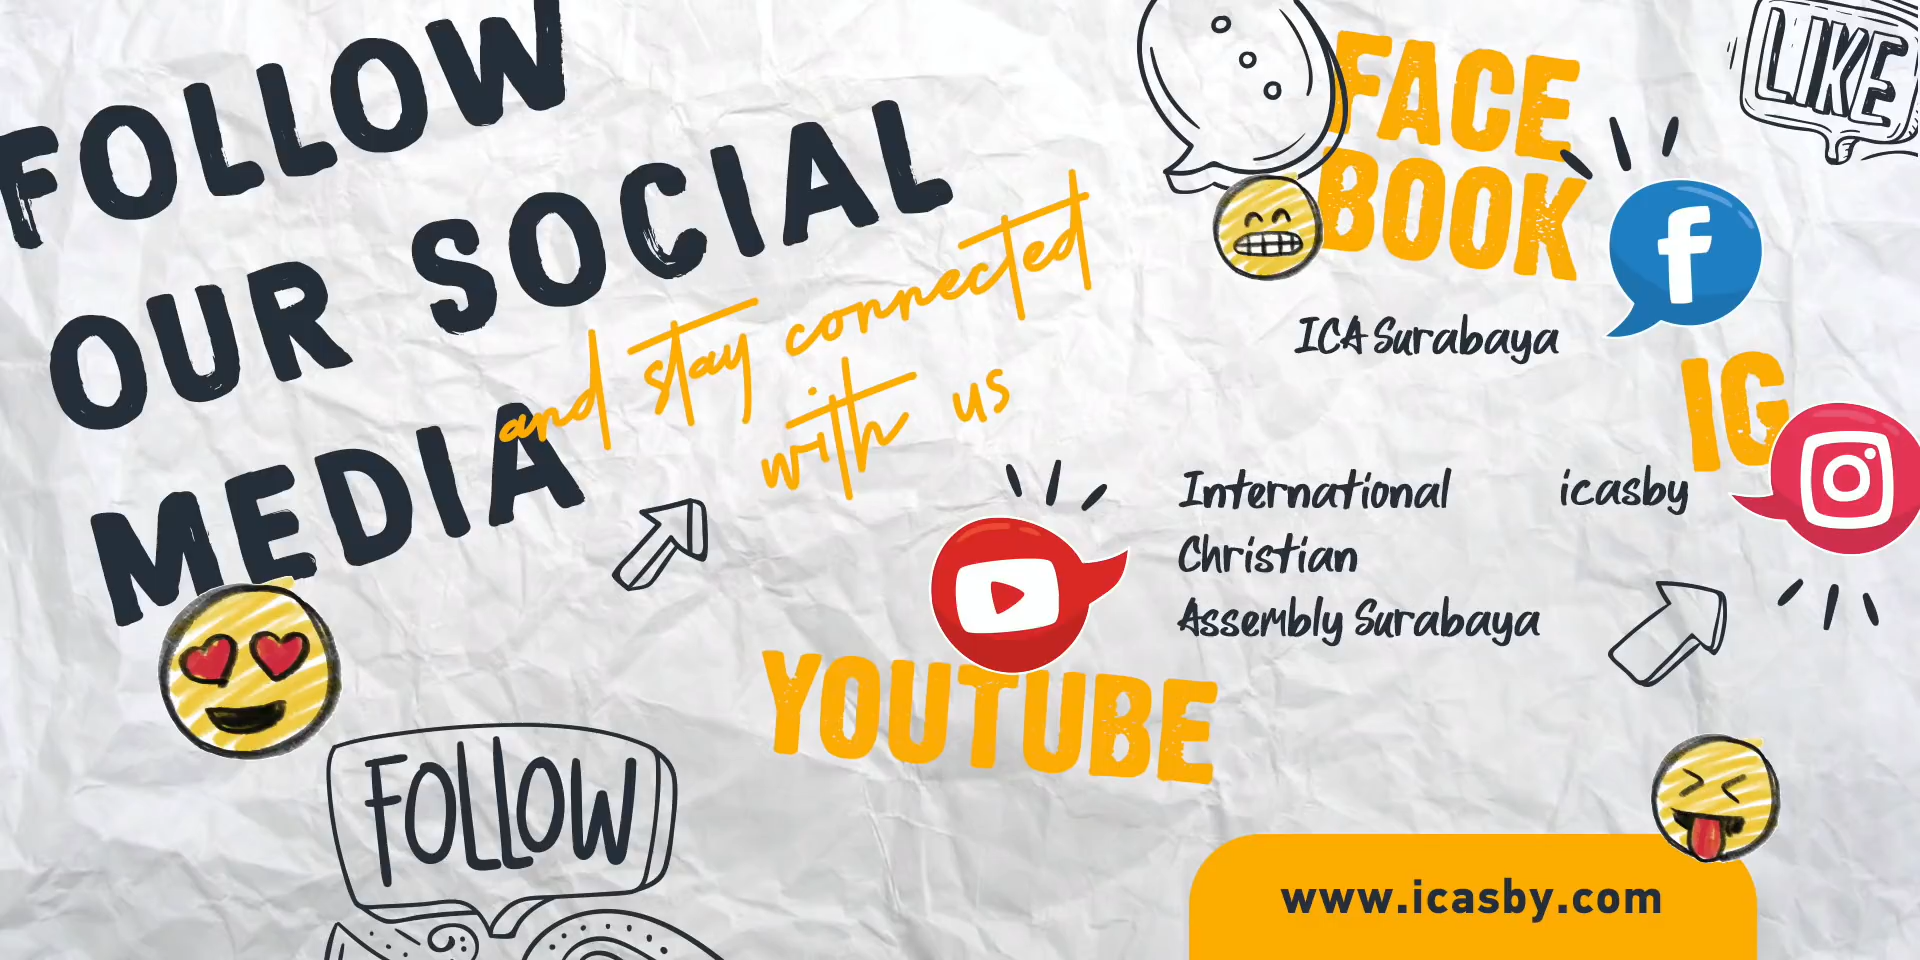 FOLLOW
OUR SOCIAL
MEDIA
and stay connected
with us
FACE
BOOK
ICA Surabaya
LIKE
IG
icasby
International
Christian
Assembly Surabaya
YOUTUBE
FOLLOW
www.icasby.com